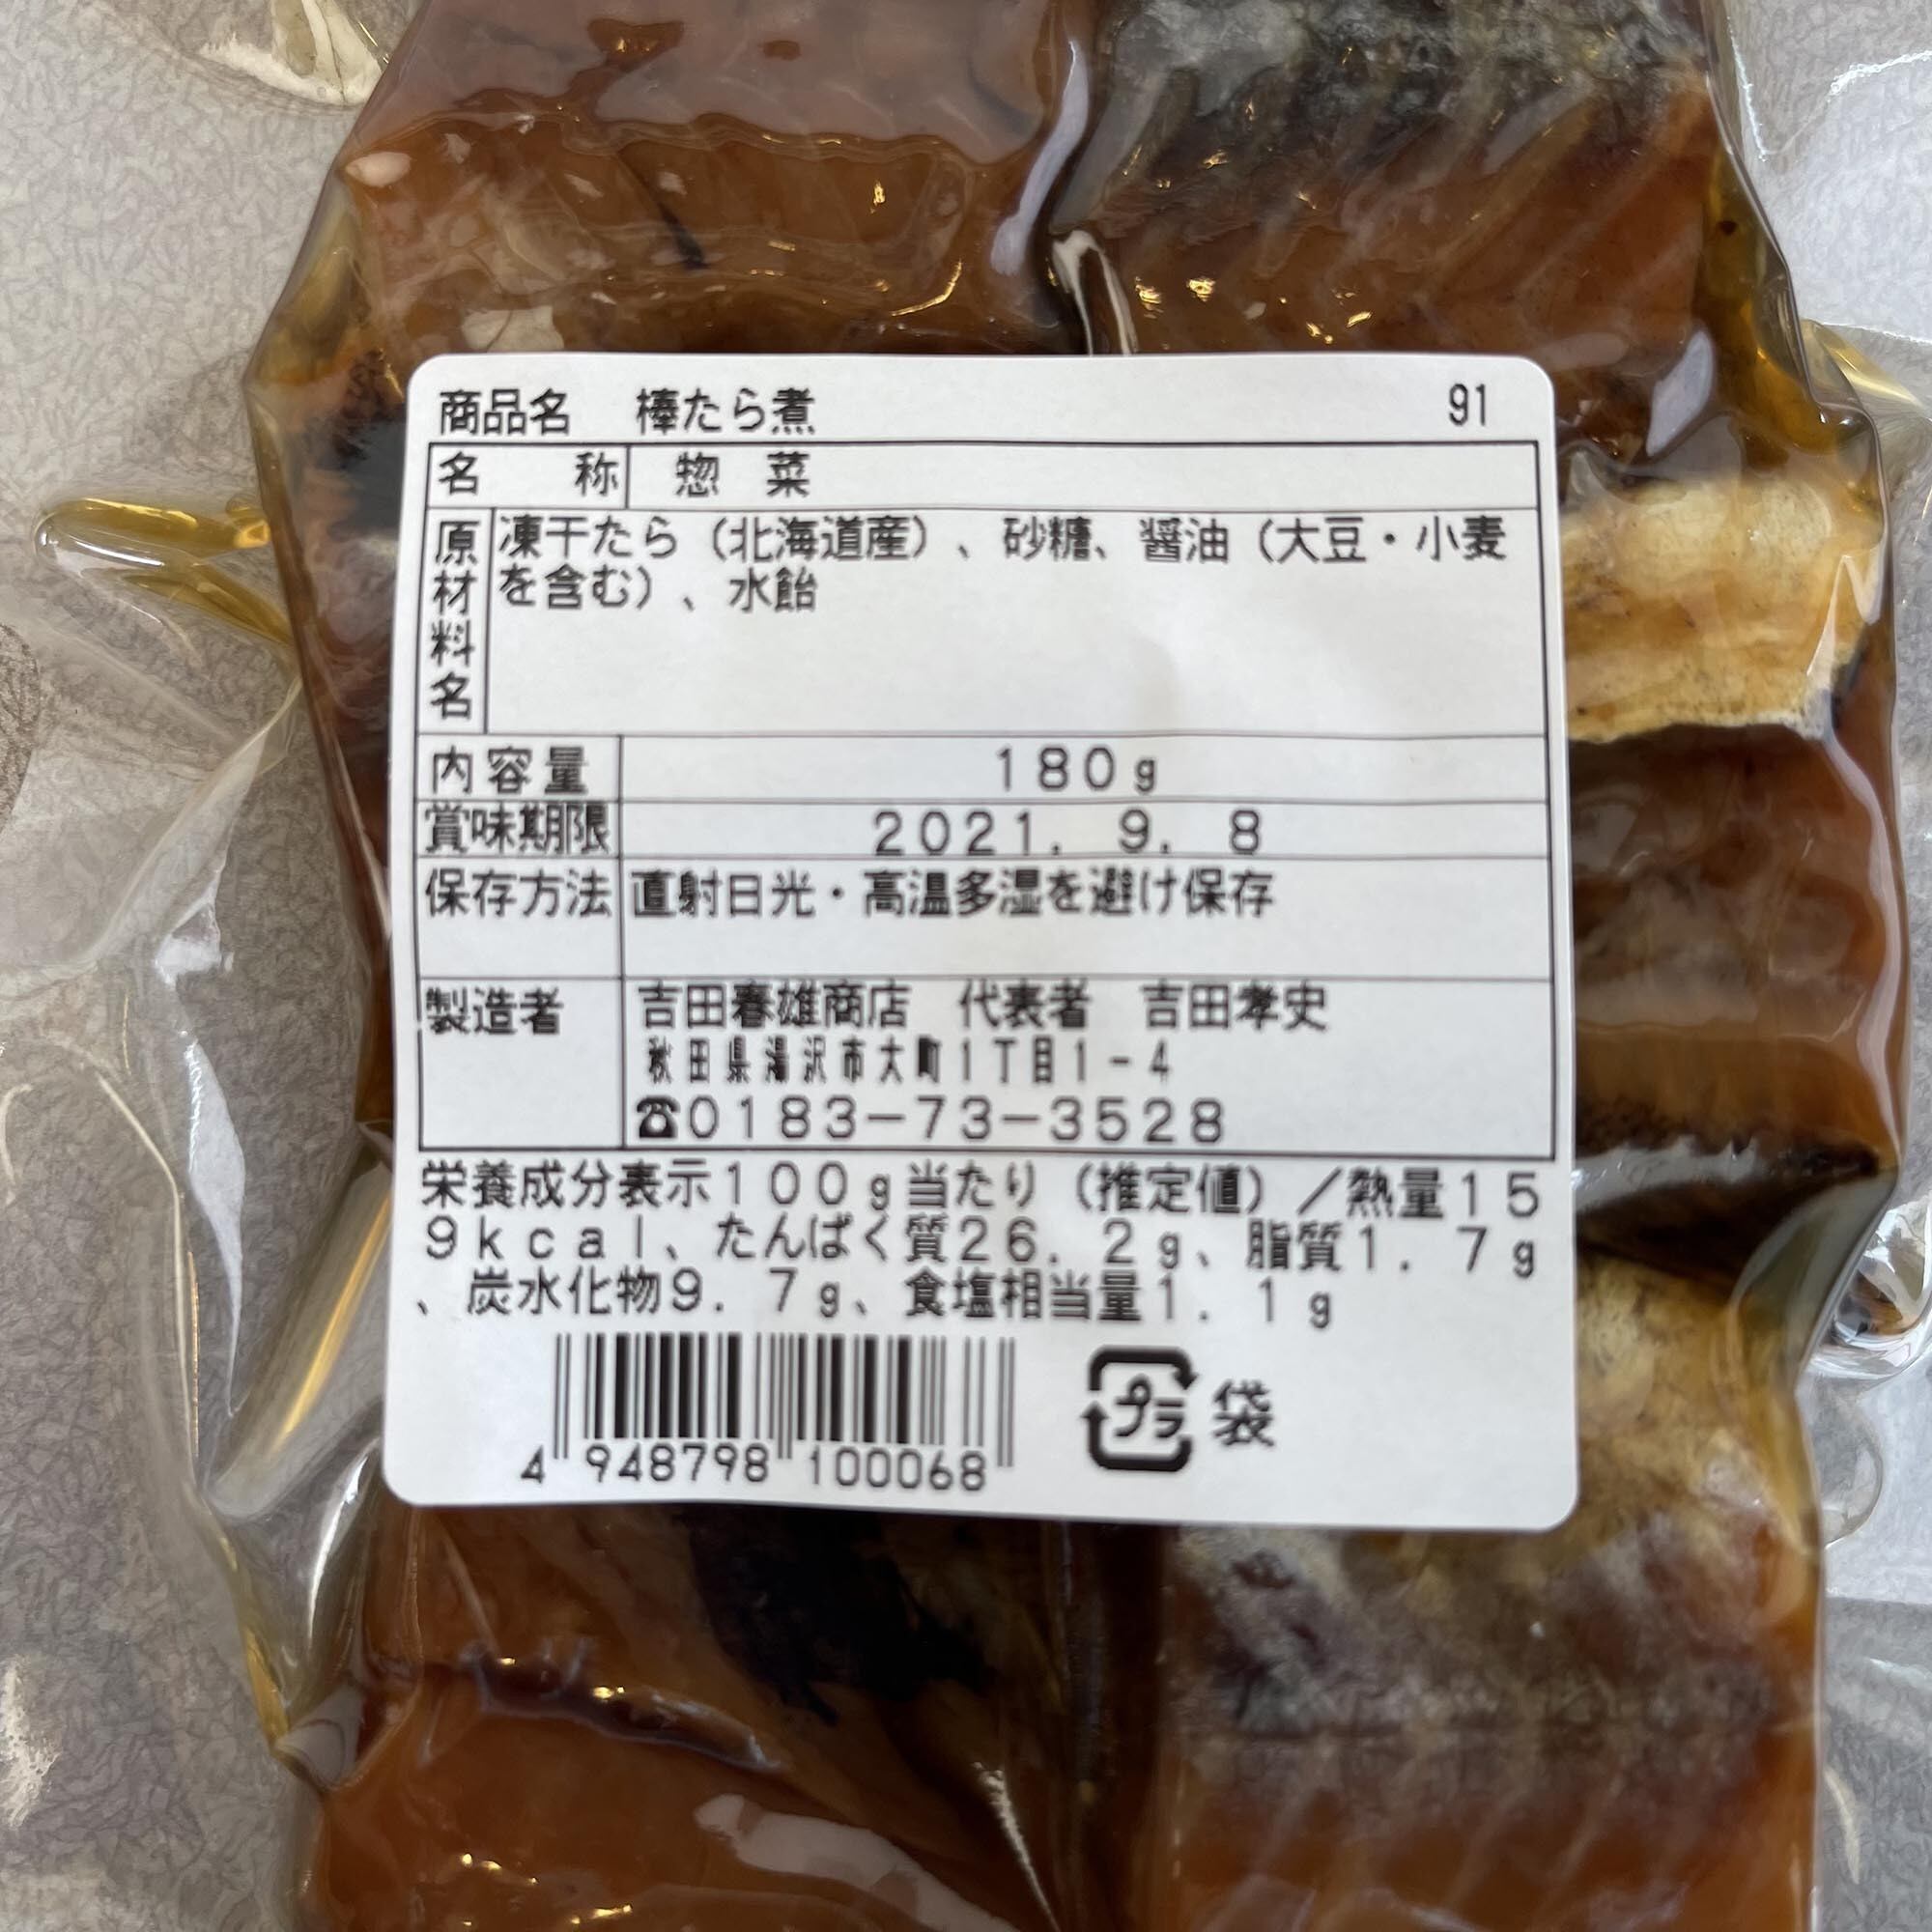 商品名 棒たら煮 91
名称 惣菜
原材料名 凍干たら（北海道産）、砂糖、醤油（大豆・小麦
を含む）、水飴
内容量 180g
賞味期限 2021. 9. 8
保存方法 直射日光・高温多湿を避け保存
製造者 吉田春雄商店 代表者 吉田孝史
秋田県湯沢市大町1丁目1-4
☎0183-73-3528
栄養成分表示100g当たり（推定値）／熱量15
9kcal、たんぱく質26. 2g、脂質1. 7g
、炭水化物9. 7g、食塩相当量1. 1g
プラ 袋
4 948798 100068